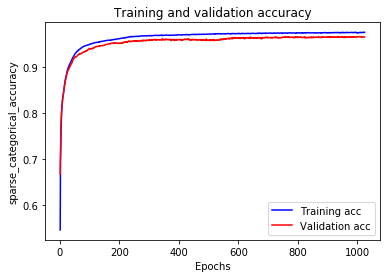 Training and validation accuracy
sparse_categorical_accuracy
0.9
0.8
0.7
0.6
0 200 400 600 800 1000
Epochs
Training acc
Validation acc